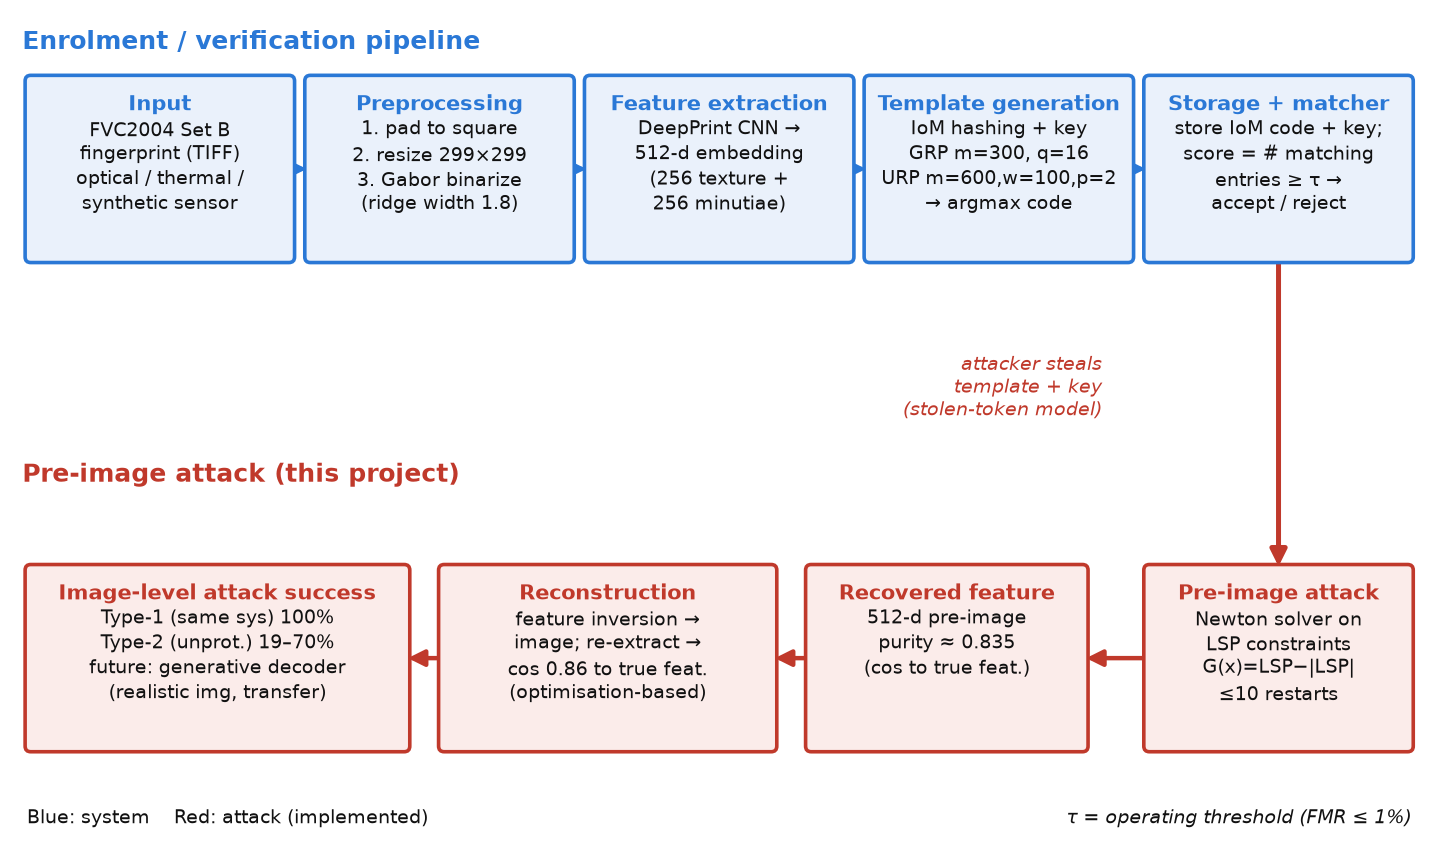 Enrolment / verification pipeline
Input
FVC2004 Set B
fingerprint (TIFF)
optical / thermal /
synthetic sensor
Preprocessing
1. pad to square
2. resize 299×299
3. Gabor binarize
(ridge width 1.8)
Feature extraction
DeepPrint CNN →
512-d embedding
(256 texture +
256 minutiae)
Template generation
IoM hashing + key
GRP m=300, q=16
URP m=600,w=100,p=2
→ argmax code
Storage + matcher
store IoM code + key;
score = # matching
entries ≥ τ →
accept / reject
attacker steals
template + key
(stolen-token model)
Pre-image attack (this project)
Image-level attack success
Type-1 (same sys) 100%
Type-2 (unprot.) 19–70%
future: generative decoder
(realistic img, transfer)
Reconstruction
feature inversion →
image; re-extract →
cos 0.86 to true feat.
(optimisation-based)
Recovered feature
512-d pre-image
purity ≈ 0.835
(cos to true feat.)
Pre-image attack
Newton solver on
LSP constraints
G(x)=LSP−|LSP|
≤10 restarts
Blue: system    Red: attack (implemented)
τ = operating threshold (FMR ≤ 1%)